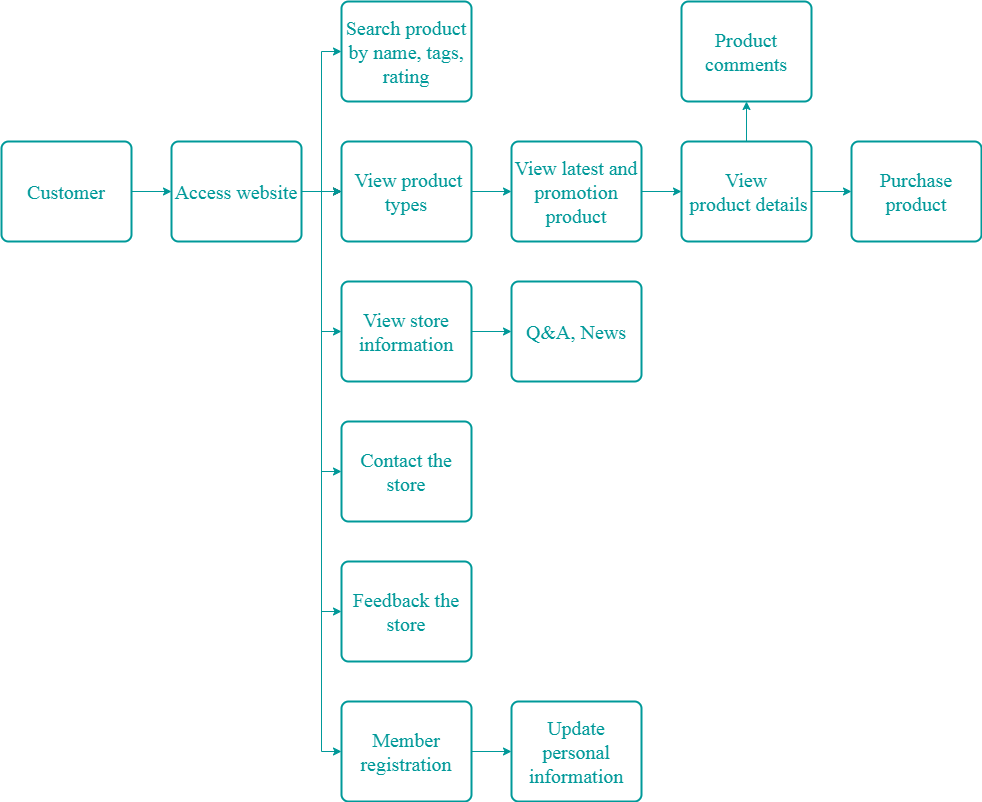 Search product
by name, tags,
rating
Product
comments
Customer
Access website
View product
types
View latest and
promotion
product
View
product details
Purchase
product
View store
information
Q&A, News
Contact the
store
Feedback the
store
Member
registration
Update
personal
information